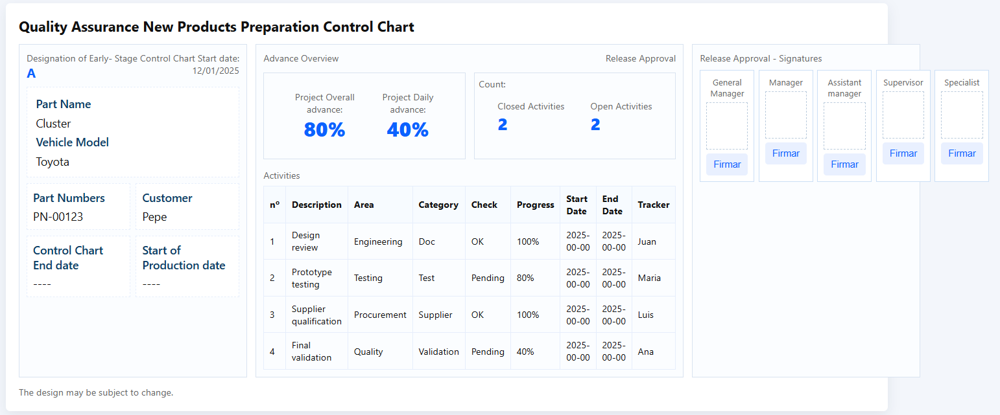 Quality Assurance New Products Preparation Control Chart
Designation of Early- Stage Control Chart Start date:
A 12/01/2025
Part Name
Cluster
Vehicle Model
Toyota
Part Numbers Customer
PN-00123 Pepe
Control Chart Start of
End date Production date
---- ----
Advance Overview Release Approval
Project Overall Project Daily
advance: advance:
80% 40%
Count:
Closed Activities Open Activities
2 2
Activities
nº Description Area Category Check Progress Start Date End Date Tracker
1 Design review Engineering Doc OK 100% 2025-00-00 2025-00-00 Juan
2 Prototype testing Testing Test Pending 80% 2025-00-00 2025-00-00 Maria
3 Supplier qualification Procurement Supplier OK 100% 2025-00-00 2025-00-00 Luis
4 Final validation Quality Validation Pending 40% 2025-00-00 2025-00-00 Ana
Release Approval - Signatures
General Manager Manager Assistant manager Supervisor Specialist
Firmar Firmar Firmar Firmar Firmar
The design may be subject to change.